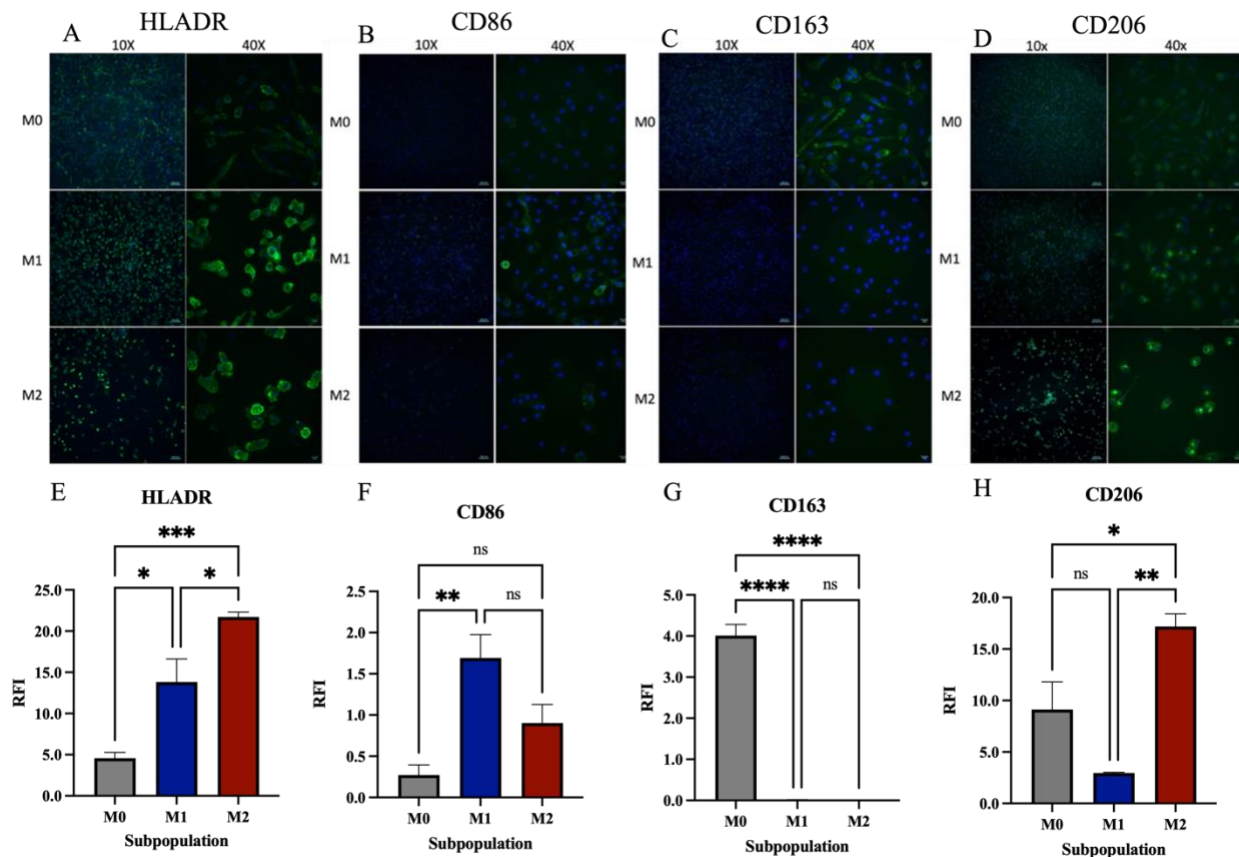 A HLADR
10X 40X
M0
M1
M2
B CD86
10X 40X
M0
M1
M2
C CD163
10X 40X
M0
M1
M2
D CD206
10x 40x
M0
M1
M2
E
HLADR
***
* *
25.0
20.0
15.0
10.0
5.0
0.0
RFI
M0 M1 M2
Subpopulation
F
CD86
ns
** ns
2.5
2.0
1.5
1.0
0.5
0.0
RFI
M0 M1 M2
Subpopulation
G
CD163
****
**** ns
5.0
4.0
3.0
2.0
1.0
0.0
RFI
M0 M1 M2
Subpopulation
H
CD206
*
ns **
20.0
15.0
10.0
5.0
0.0
RFI
M0 M1 M2
Subpopulation